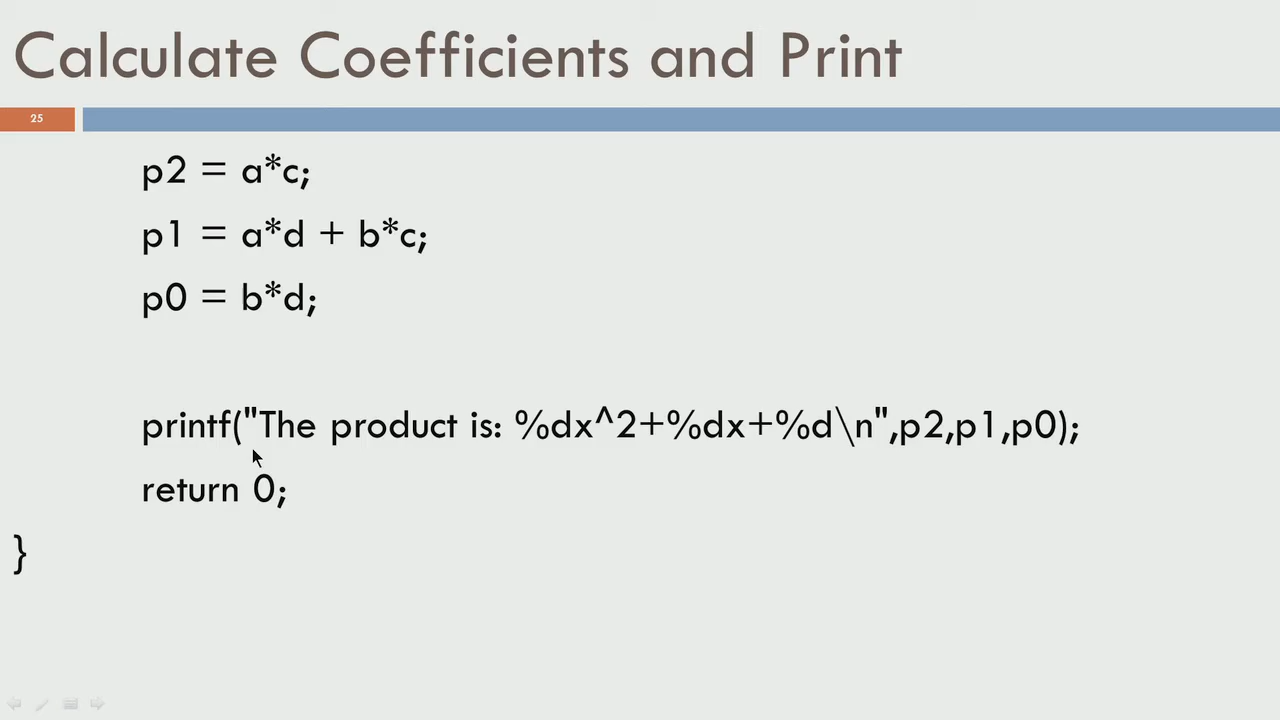 Calculate Coefficients and Print
25
p2 = a*c;
p1 = a*d + b*c;
p0 = b*d;
printf("The product is: %dx^2+%dx+%d\n",p2,p1,p0);
return 0;
}